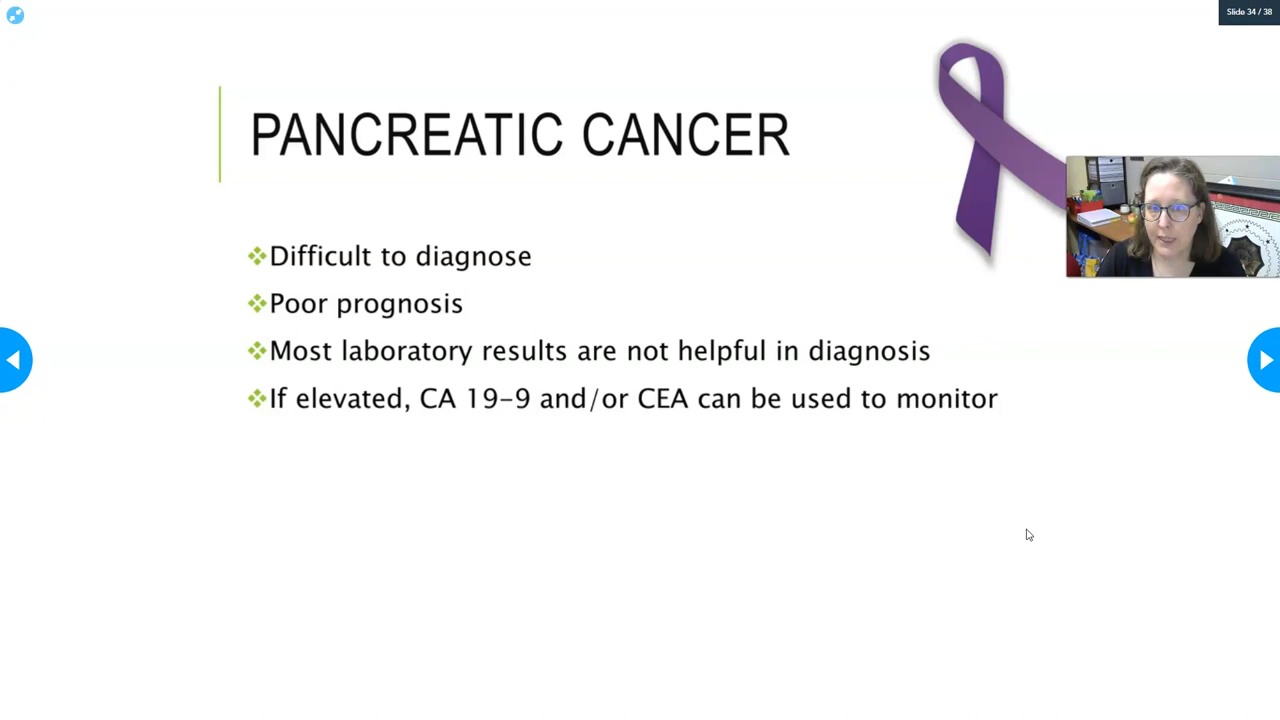 Slide 34 / 38
PANCREATIC CANCER
Difficult to diagnose
Poor prognosis
Most laboratory results are not helpful in diagnosis
If elevated, CA 19-9 and/or CEA can be used to monitor